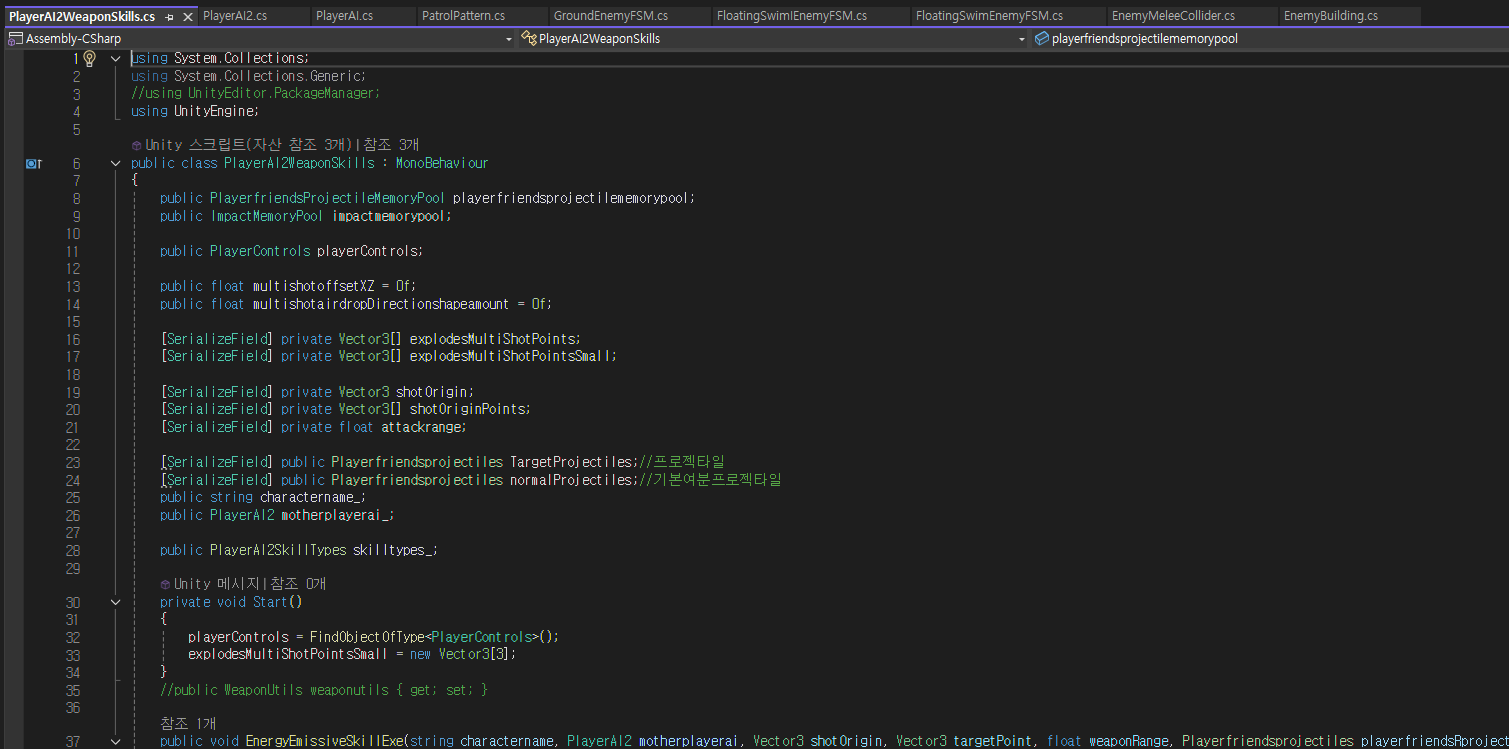 PlayerAI2WeaponSkills.cs PlayerAI2.cs PlayerAI.cs PatrolPattern.cs GroundEnemyFSM.cs FloatingSwimIEnemyFSM.cs FloatingSwimEnemyFSM.cs EnemyMeleeCollider.cs EnemyBuilding.cs
Assembly-CSharp PlayerAI2WeaponSkills playerfriendsprojectilememorypool
1 using System.Collections;
2 using System.Collections.Generic;
3 //using UnityEditor.PackageManager;
4 using UnityEngine;
5
Unity 스크립트(자산 참조 3개)|참조 3개
6 public class PlayerAI2WeaponSkills : MonoBehaviour
7 {
8 public PlayerfriendsProjectileMemoryPool playerfriendsprojectilememorypool;
9 public ImpactMemoryPool impactmemorypool;
10
11 public PlayerControls playerControls;
12
13 public float multishotoffsetXZ = 0f;
14 public float multishotairdropDirectionshapeamount = 0f;
15
16 [SerializeField] private Vector3[] explodesMultiShotPoints;
17 [SerializeField] private Vector3[] explodesMultiShotPointsSmall;
18
19 [SerializeField] private Vector3 shotOrigin;
20 [SerializeField] private Vector3[] shotOriginPoints;
21 [SerializeField] private float attackrange;
22
23 [SerializeField] public Playerfriendsprojectiles TargetProjectiles;//프로젝타일
24 [SerializeField] public Playerfriendsprojectiles normalProjectiles;//기본여분프로젝타일
25 public string charactername_;
26 public PlayerAI2 motherplayerai_;
27
28 public PlayerAI2SkillTypes skilltypes_;
29
Unity 메시지|참조 0개
30 private void Start()
31 {
32 playerControls = FindObjectOfType<PlayerControls>();
33 explodesMultiShotPointsSmall = new Vector3[3];
34 }
35 //public WeaponUtils weaponutils { get; set; }
36
참조 1개
37 public void EnergyEmissiveSkillExe(string charactername, PlayerAI2 motherplayerai, Vector3 shotOrigin, Vector3 targetPoint, float weaponRange, Playerfriendsprojectiles playerfriendsRproject